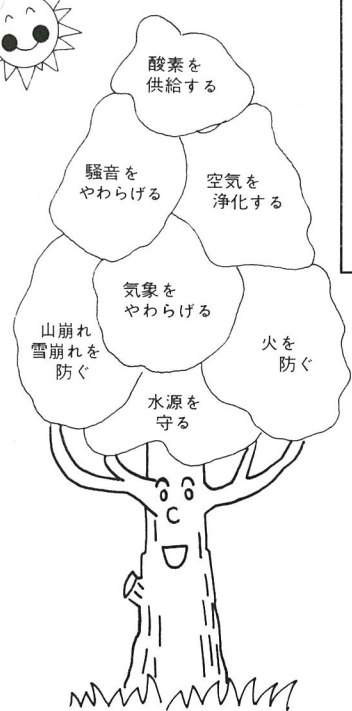 酸素を
供給する
騒音を
やわらげる
空気を
浄化する
気象を
やわらげる
山崩れ
雪崩れを
防ぐ
火を
防ぐ
水源を
守る